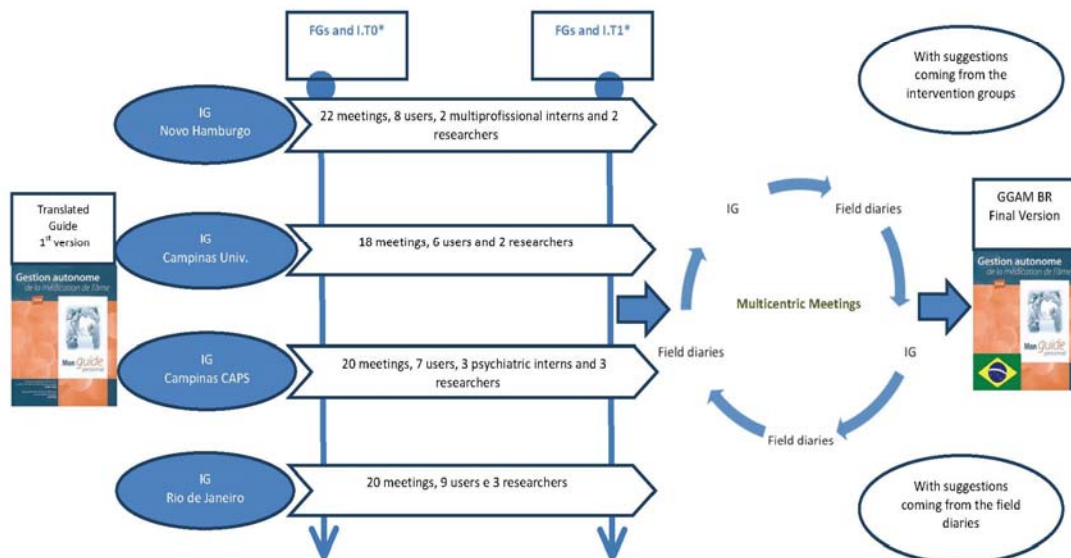 FGs and I.T0*
FGs and I.T1*
With suggestions
coming from the
intervention groups
IG
Novo Hamburgo
22 meetings, 8 users, 2 multiprofissional interns and 2
researchers
Translated
Guide
1st version
Gestion autonome
de la médication de l'âme
Mon guide
personnel
IG
Campinas Univ.
18 meetings, 6 users and 2 researchers
IG
Campinas CAPS
20 meetings, 7 users, 3 psychiatric interns and 3
researchers
IG
Rio de Janeiro
20 meetings, 9 users e 3 researchers
IG
Field diaries
Multicentric Meetings
Field diaries
IG
Field diaries
GGAM BR
Final Version
Gestion autonome
de la médication de l'âme
Mon guide
personnel
With suggestions
coming from the field
diaries